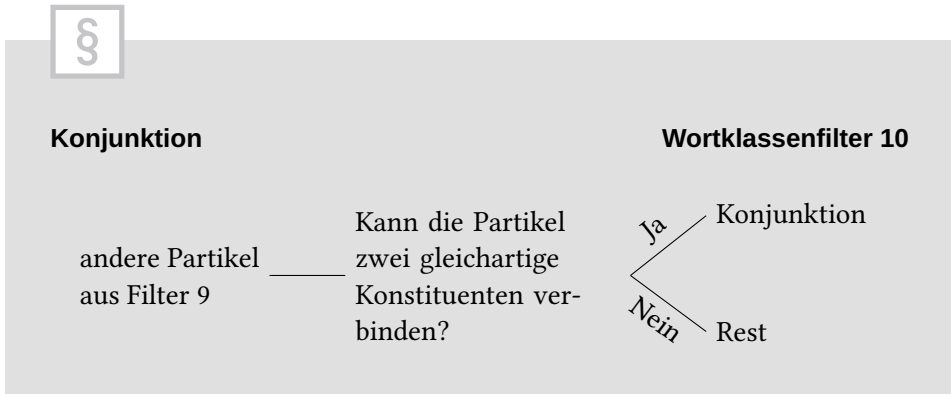 §
Konjunktion Wortklassenfilter 10
andere Partikel
aus Filter 9
Kann die Partikel
zwei gleichartige
Konstituenten ver-
binden?
Ja
Konjunktion
Nein
Rest